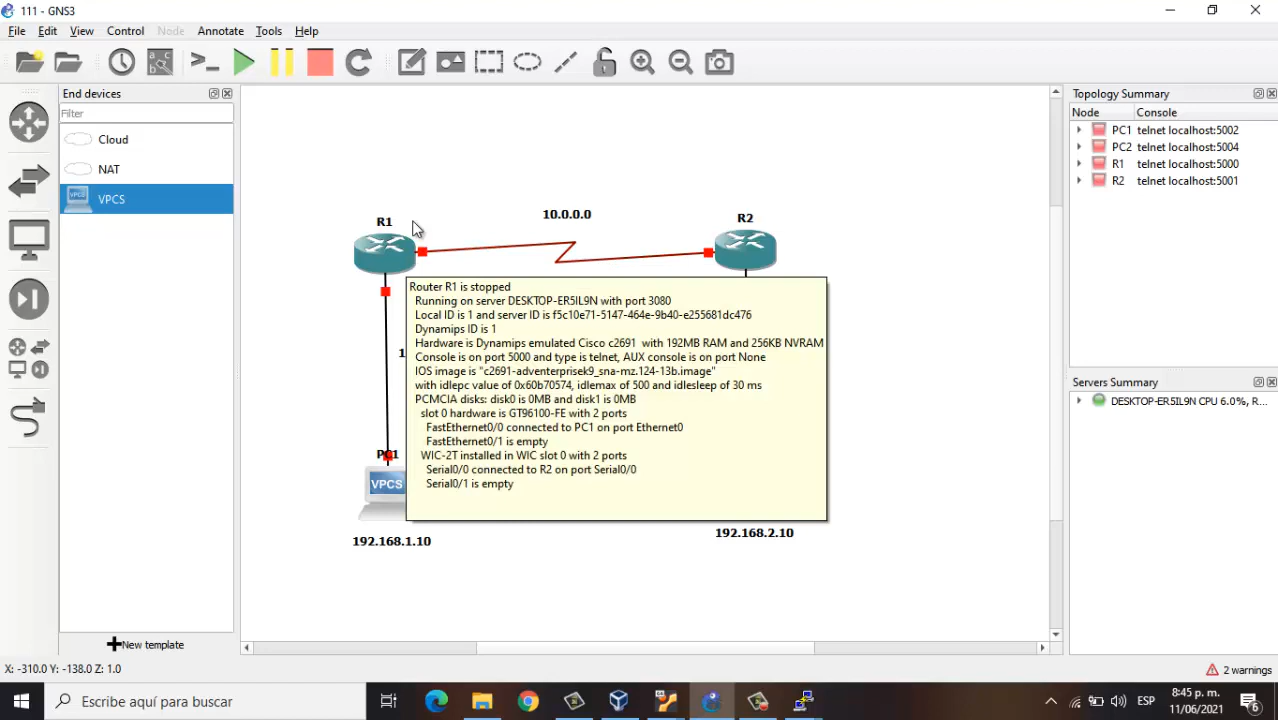 111 - GNS3
File Edit View Control Node Annotate Tools Help
End devices
Filter
Cloud
NAT
VPCS
VPCS
New template
R1
10.0.0.0
R2
Router R1 is stopped
Running on server DESKTOP-ER5IL9N with port 3080
Local ID is 1 and server ID is f5c10e71-5147-464e-9b40-e255681dc476
Dynamips ID is 1
Hardware is Dynamips emulated Cisco c2691 with 192MB RAM and 256KB NVRAM
Console is on port 5000 and type is telnet, AUX console is on port None
IOS image is "c2691-adventerprisek9_sna-mz.124-13b.image"
with idlepc value of 0x60b70574, idlemax of 500 and idlesleep of 30 ms
PCMCIA disks: disk0 is 0MB and disk1 is 0MB
slot 0 hardware is GT96100-FE with 2 ports
FastEthernet0/0 connected to PC1 on port Ethernet0
FastEthernet0/1 is empty
WIC-2T installed in WIC slot 0 with 2 ports
Serial0/0 connected to R2 on port Serial0/0
Serial0/1 is empty
1
PC1
VPCS
192.168.1.10
192.168.2.10
Topology Summary
Node Console
PC1 telnet localhost:5002
PC2 telnet localhost:5004
R1 telnet localhost:5000
R2 telnet localhost:5001
Servers Summary
DESKTOP-ER5IL9N CPU 6.0%, R...
X: -310.0 Y: -138.0 Z: 1.0
2 warnings
Escribe aquí para buscar
ESP
8:45 p. m.
11/06/2021
6